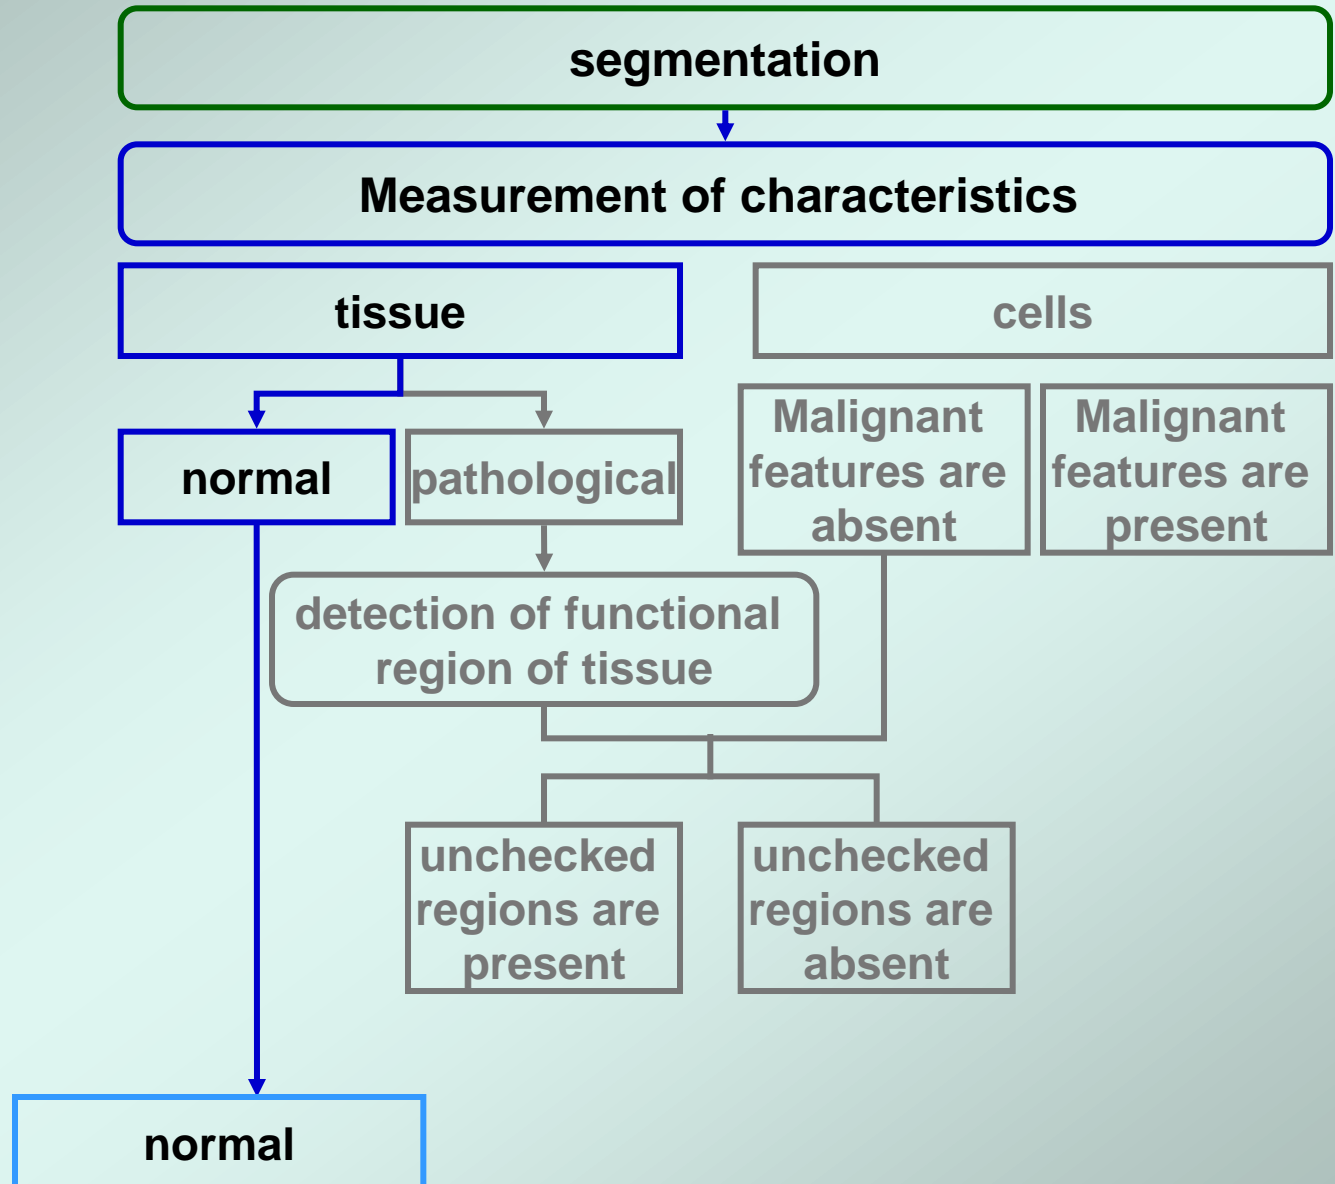 segmentation
Measurement of characteristics
tissue
cells
normal
pathological
Malignant
features are
absent
Malignant
features are
present
detection of functional
region of tissue
unchecked
regions are
present
unchecked
regions are
absent
normal